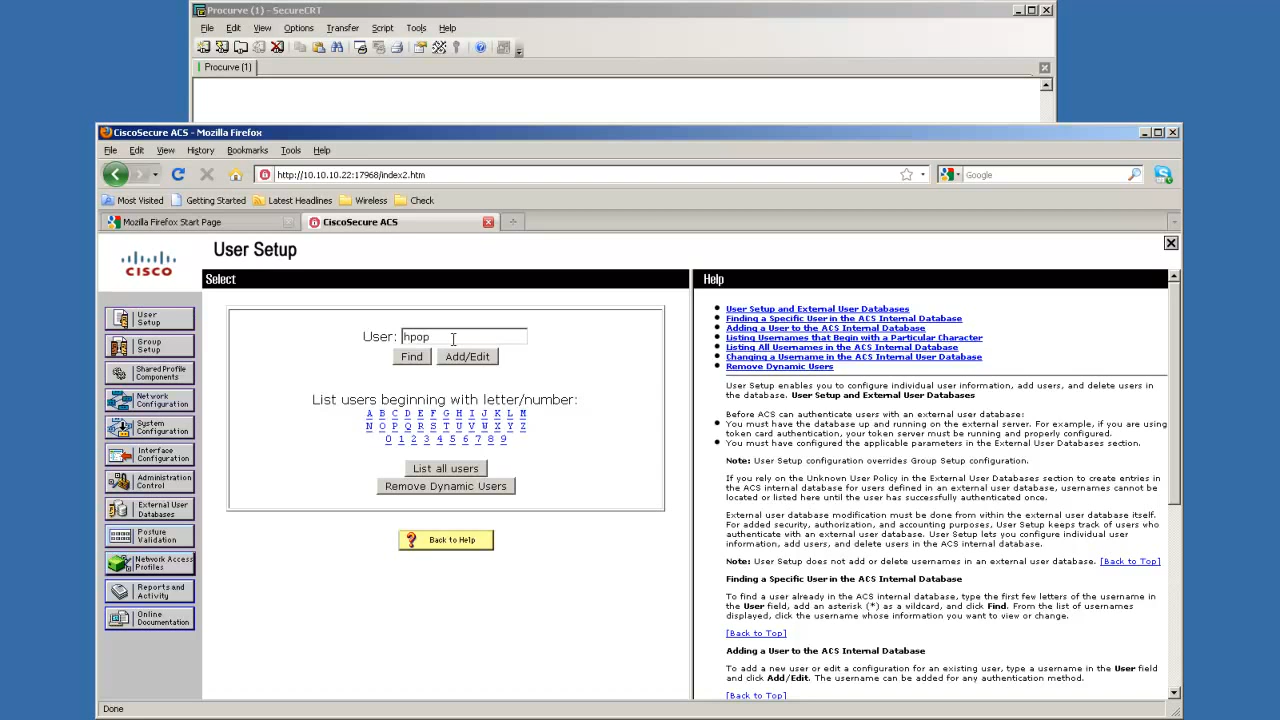 Procurve (1) - SecureCRT
File Edit View Options Transfer Script Tools Help
Procurve (1)
CiscoSecure ACS - Mozilla Firefox
File Edit View History Bookmarks Tools Help
http://10.10.10.22:17968/index2.htm
Google
Most Visited Getting Started Latest Headlines Wireless Check
Mozilla Firefox Start Page
CiscoSecure ACS
CISCO
User Setup
Select
User Setup
Group Setup
Shared Profile Components
Network Configuration
System Configuration
Interface Configuration
Administration Control
External User Databases
Posture Validation
Network Access Profiles
Reports and Activity
Online Documentation
User: hpop
Find Add/Edit
List users beginning with letter/number:
A B C D E F G H I J K L M
N O P Q R S T U V W X Y Z
0 1 2 3 4 5 6 7 8 9
List all users
Remove Dynamic Users
Back to Help
Help
User Setup and External User Databases
Finding a Specific User in the ACS Internal Database
Adding a User to the ACS Internal Database
Listing Usernames that Begin with a Particular Character
Listing All Usernames in the ACS Internal Database
Changing a Username in the ACS Internal User Database
Remove Dynamic Users
User Setup enables you to configure individual user information, add users, and delete users in
the database. User Setup and External User Databases
Before ACS can authenticate users with an external user database:
You must have the database up and running on the external server. For example, if you are using
token card authentication, your token server must be running and properly configured.
You must have configured the applicable parameters in the External User Databases section.
Note: User Setup configuration overrides Group Setup configuration.
If you rely on the Unknown User Policy in the External User Databases section to create entries
in the ACS internal database for users defined in an external user database, usernames cannot be
located or listed here until the user has successfully authenticated once.
External user database modification must be done from within the external user database itself.
For added security, authorization, and accounting purposes, User Setup keeps track of users who
authenticate with an external user database. User Setup lets you configure individual user
information, add users, and delete users in the ACS internal database.
Note: User Setup does not add or delete usernames in an external user database. [Back to Top]
Finding a Specific User in the ACS Internal Database
To find a user already in the ACS internal database, type the first few letters of the username in
the User field, add an asterisk (*) as a wildcard, and click Find. From the list of usernames
displayed, click the username whose information you want to view or change.
[Back to Top]
Adding a User to the ACS Internal Database
To add a new user or edit a configuration for an existing user, type a username in the User field
and click Add/Edit. The username can be added for any authentication method.
[Back to Top]
Done